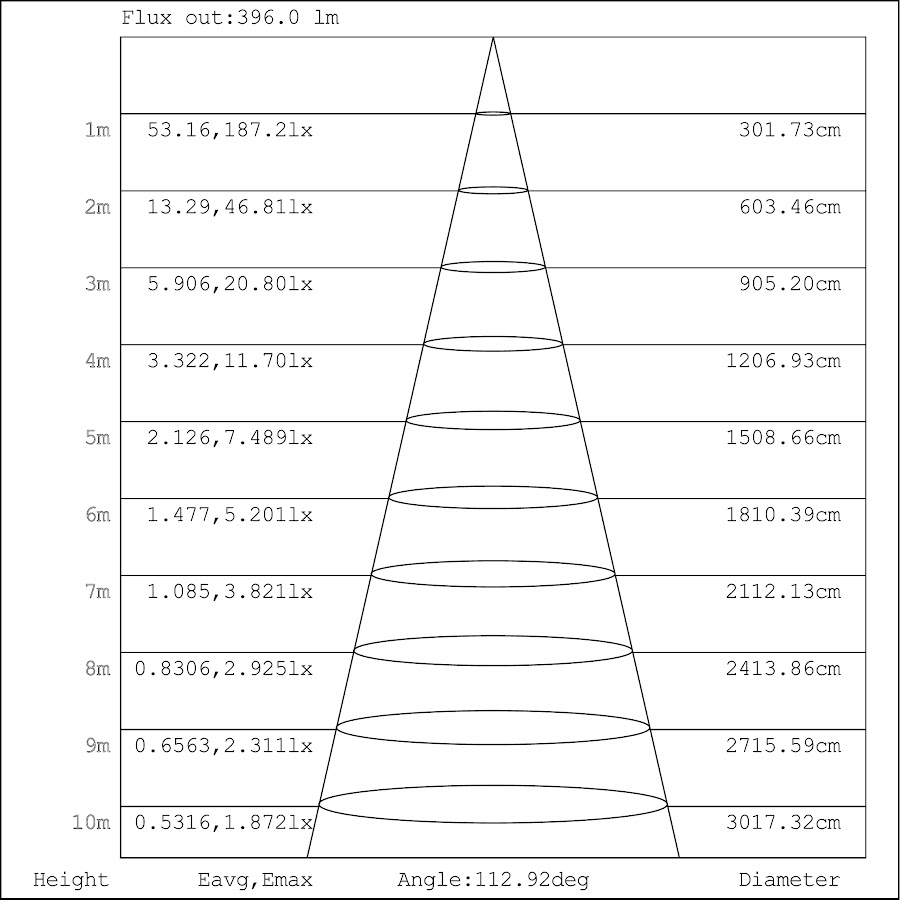 Flux out:396.0 lm
1m 53.16,187.2lx 301.73cm
2m 13.29,46.81lx 603.46cm
3m 5.906,20.80lx 905.20cm
4m 3.322,11.70lx 1206.93cm
5m 2.126,7.489lx 1508.66cm
6m 1.477,5.201lx 1810.39cm
7m 1.085,3.821lx 2112.13cm
8m 0.8306,2.925lx 2413.86cm
9m 0.6563,2.311lx 2715.59cm
10m 0.5316,1.872lx 3017.32cm
Height Eavg,Emax Angle:112.92deg Diameter